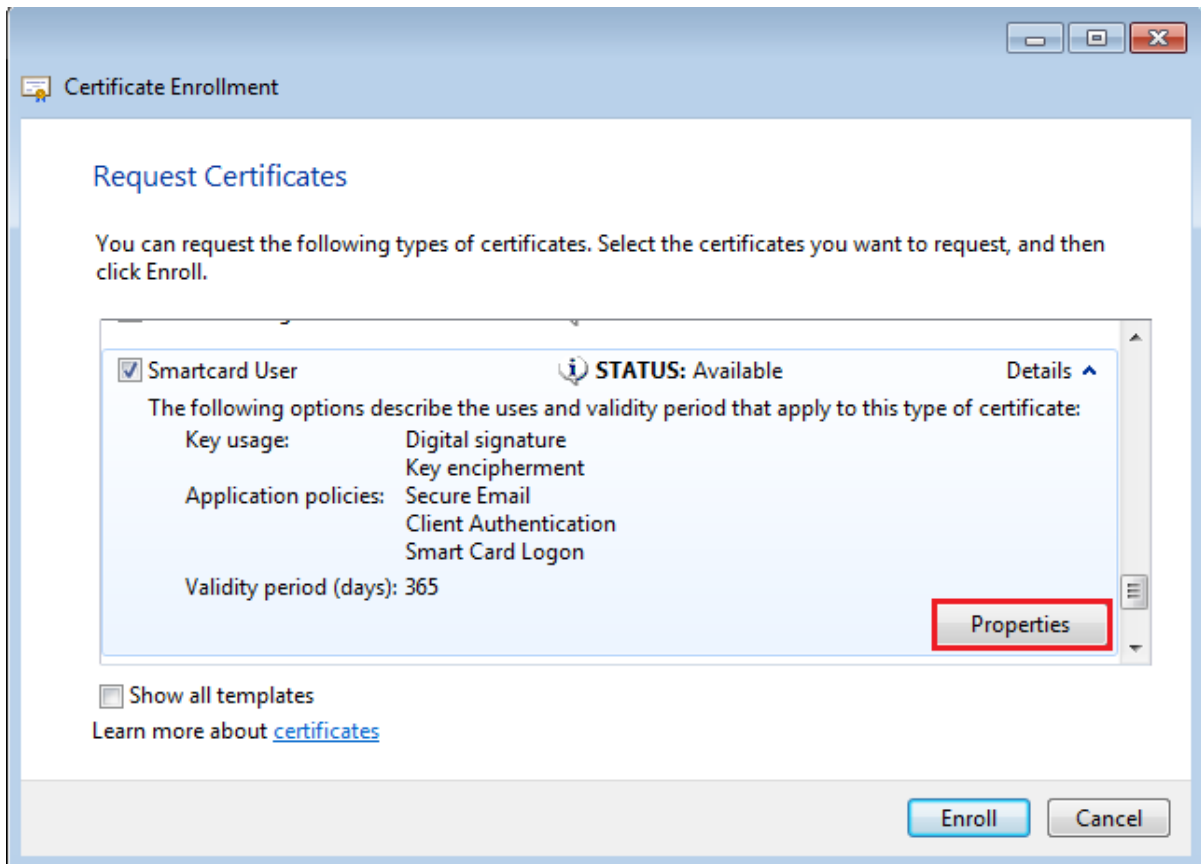 Certificate Enrollment
Request Certificates
You can request the following types of certificates. Select the certificates you want to request, and then
click Enroll.
Smartcard User STATUS: Available Details
The following options describe the uses and validity period that apply to this type of certificate:
Key usage: Digital signature
Key encipherment
Application policies: Secure Email
Client Authentication
Smart Card Logon
Validity period (days): 365
Properties
Show all templates
Learn more about certificates
Enroll Cancel